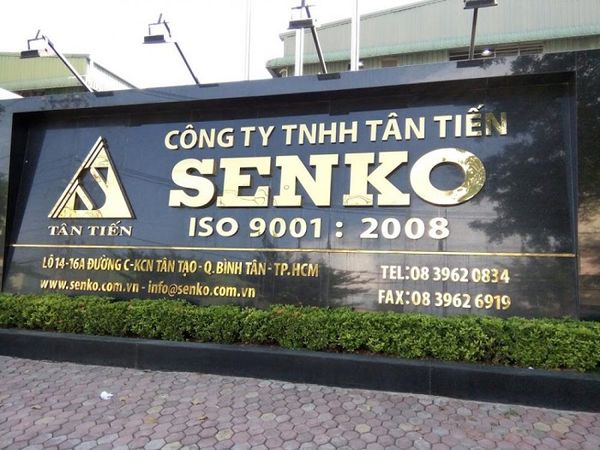 CÔNG TY TNHH TÂN TIẾN
SENKO
ISO 9001 : 2008
TÂN TIẾN
LÔ 14-16A ĐƯỜNG C-KCN TÂN TẠO-Q.BÌNH TÂN-TP.HCM
www.senko.com.vn-info@senko.com.vn
TEL:08 3962 0834
FAX:08 3962 6919